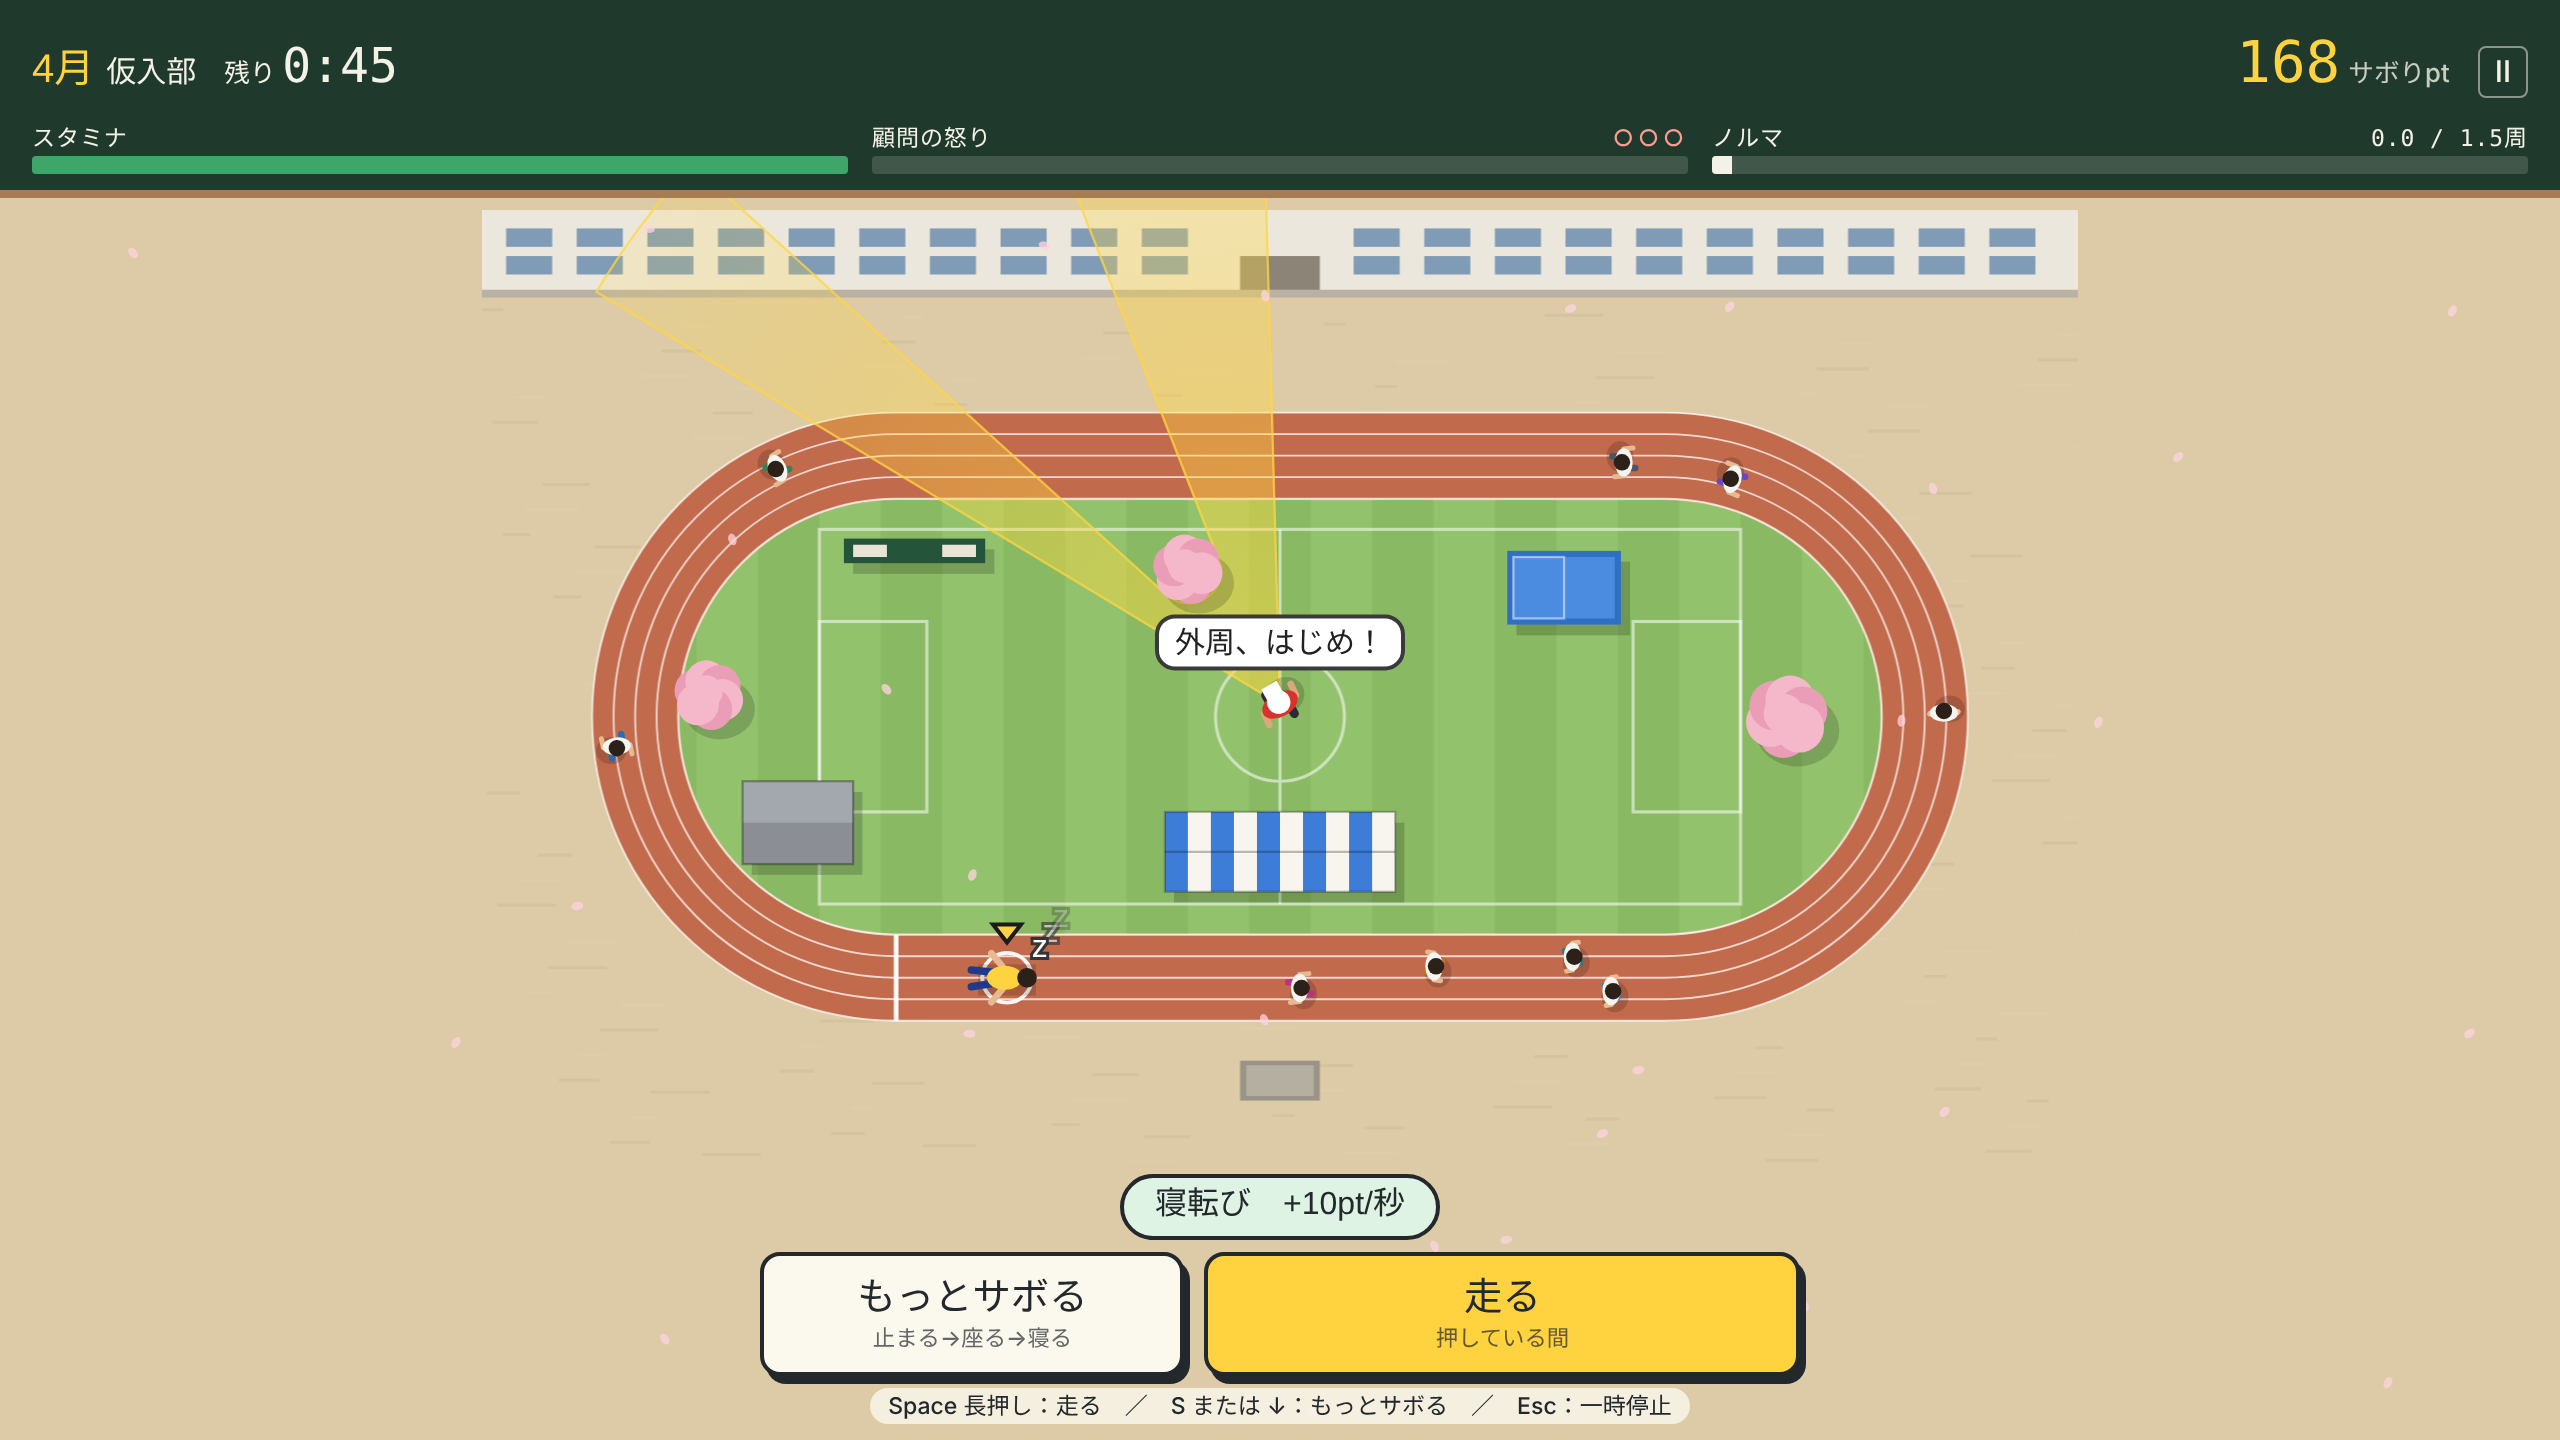 4月 仮入部 残り 0:45
168 サボりpt
スタミナ
顧問の怒り
ノルマ 0.0 / 1.5周
外周、はじめ！
z z z
寝転び +10pt/秒
もっとサボる
止まる→座る→寝る
走る
押している間
Space 長押し：走る ／ S または ↓：もっとサボる ／ Esc：一時停止